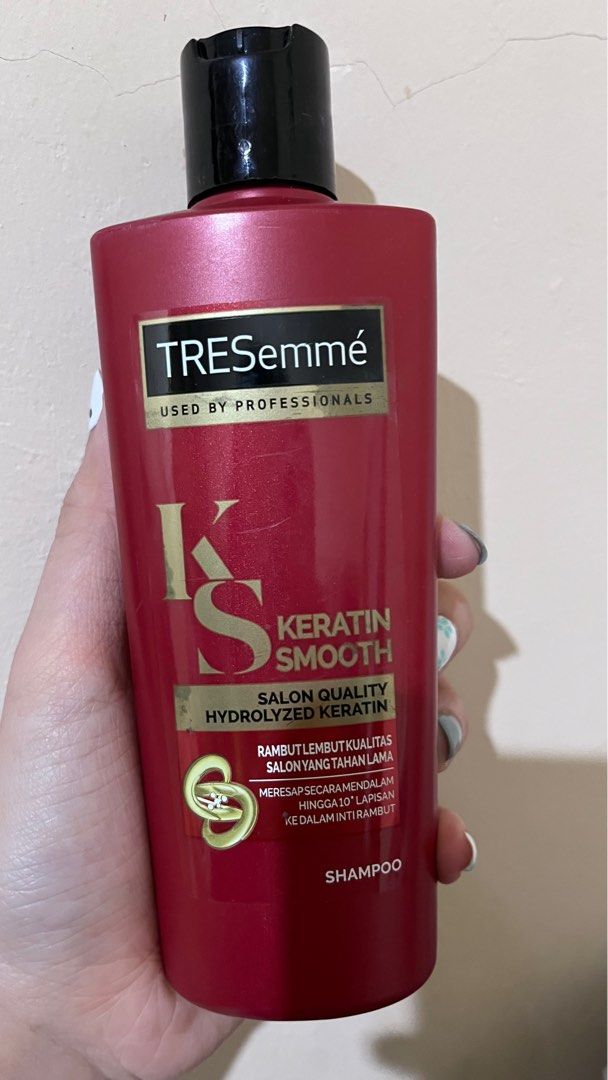 TRESemmé
USED BY PROFESSIONALS
KS
KERATIN
SMOOTH
SALON QUALITY
HYDROLYZED KERATIN
RAMBUT LEMBUT KUALITAS
SALON YANG TAHAN LAMA
MERESAP SECARA MENDALAM
HINGGA 10* LAPISAN
KE DALAM INTI RAMBUT
SHAMPOO